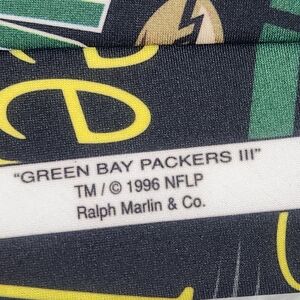 "GREEN BAY PACKERS III"
TM / © 1996 NFLP
Ralph Marlin & Co.